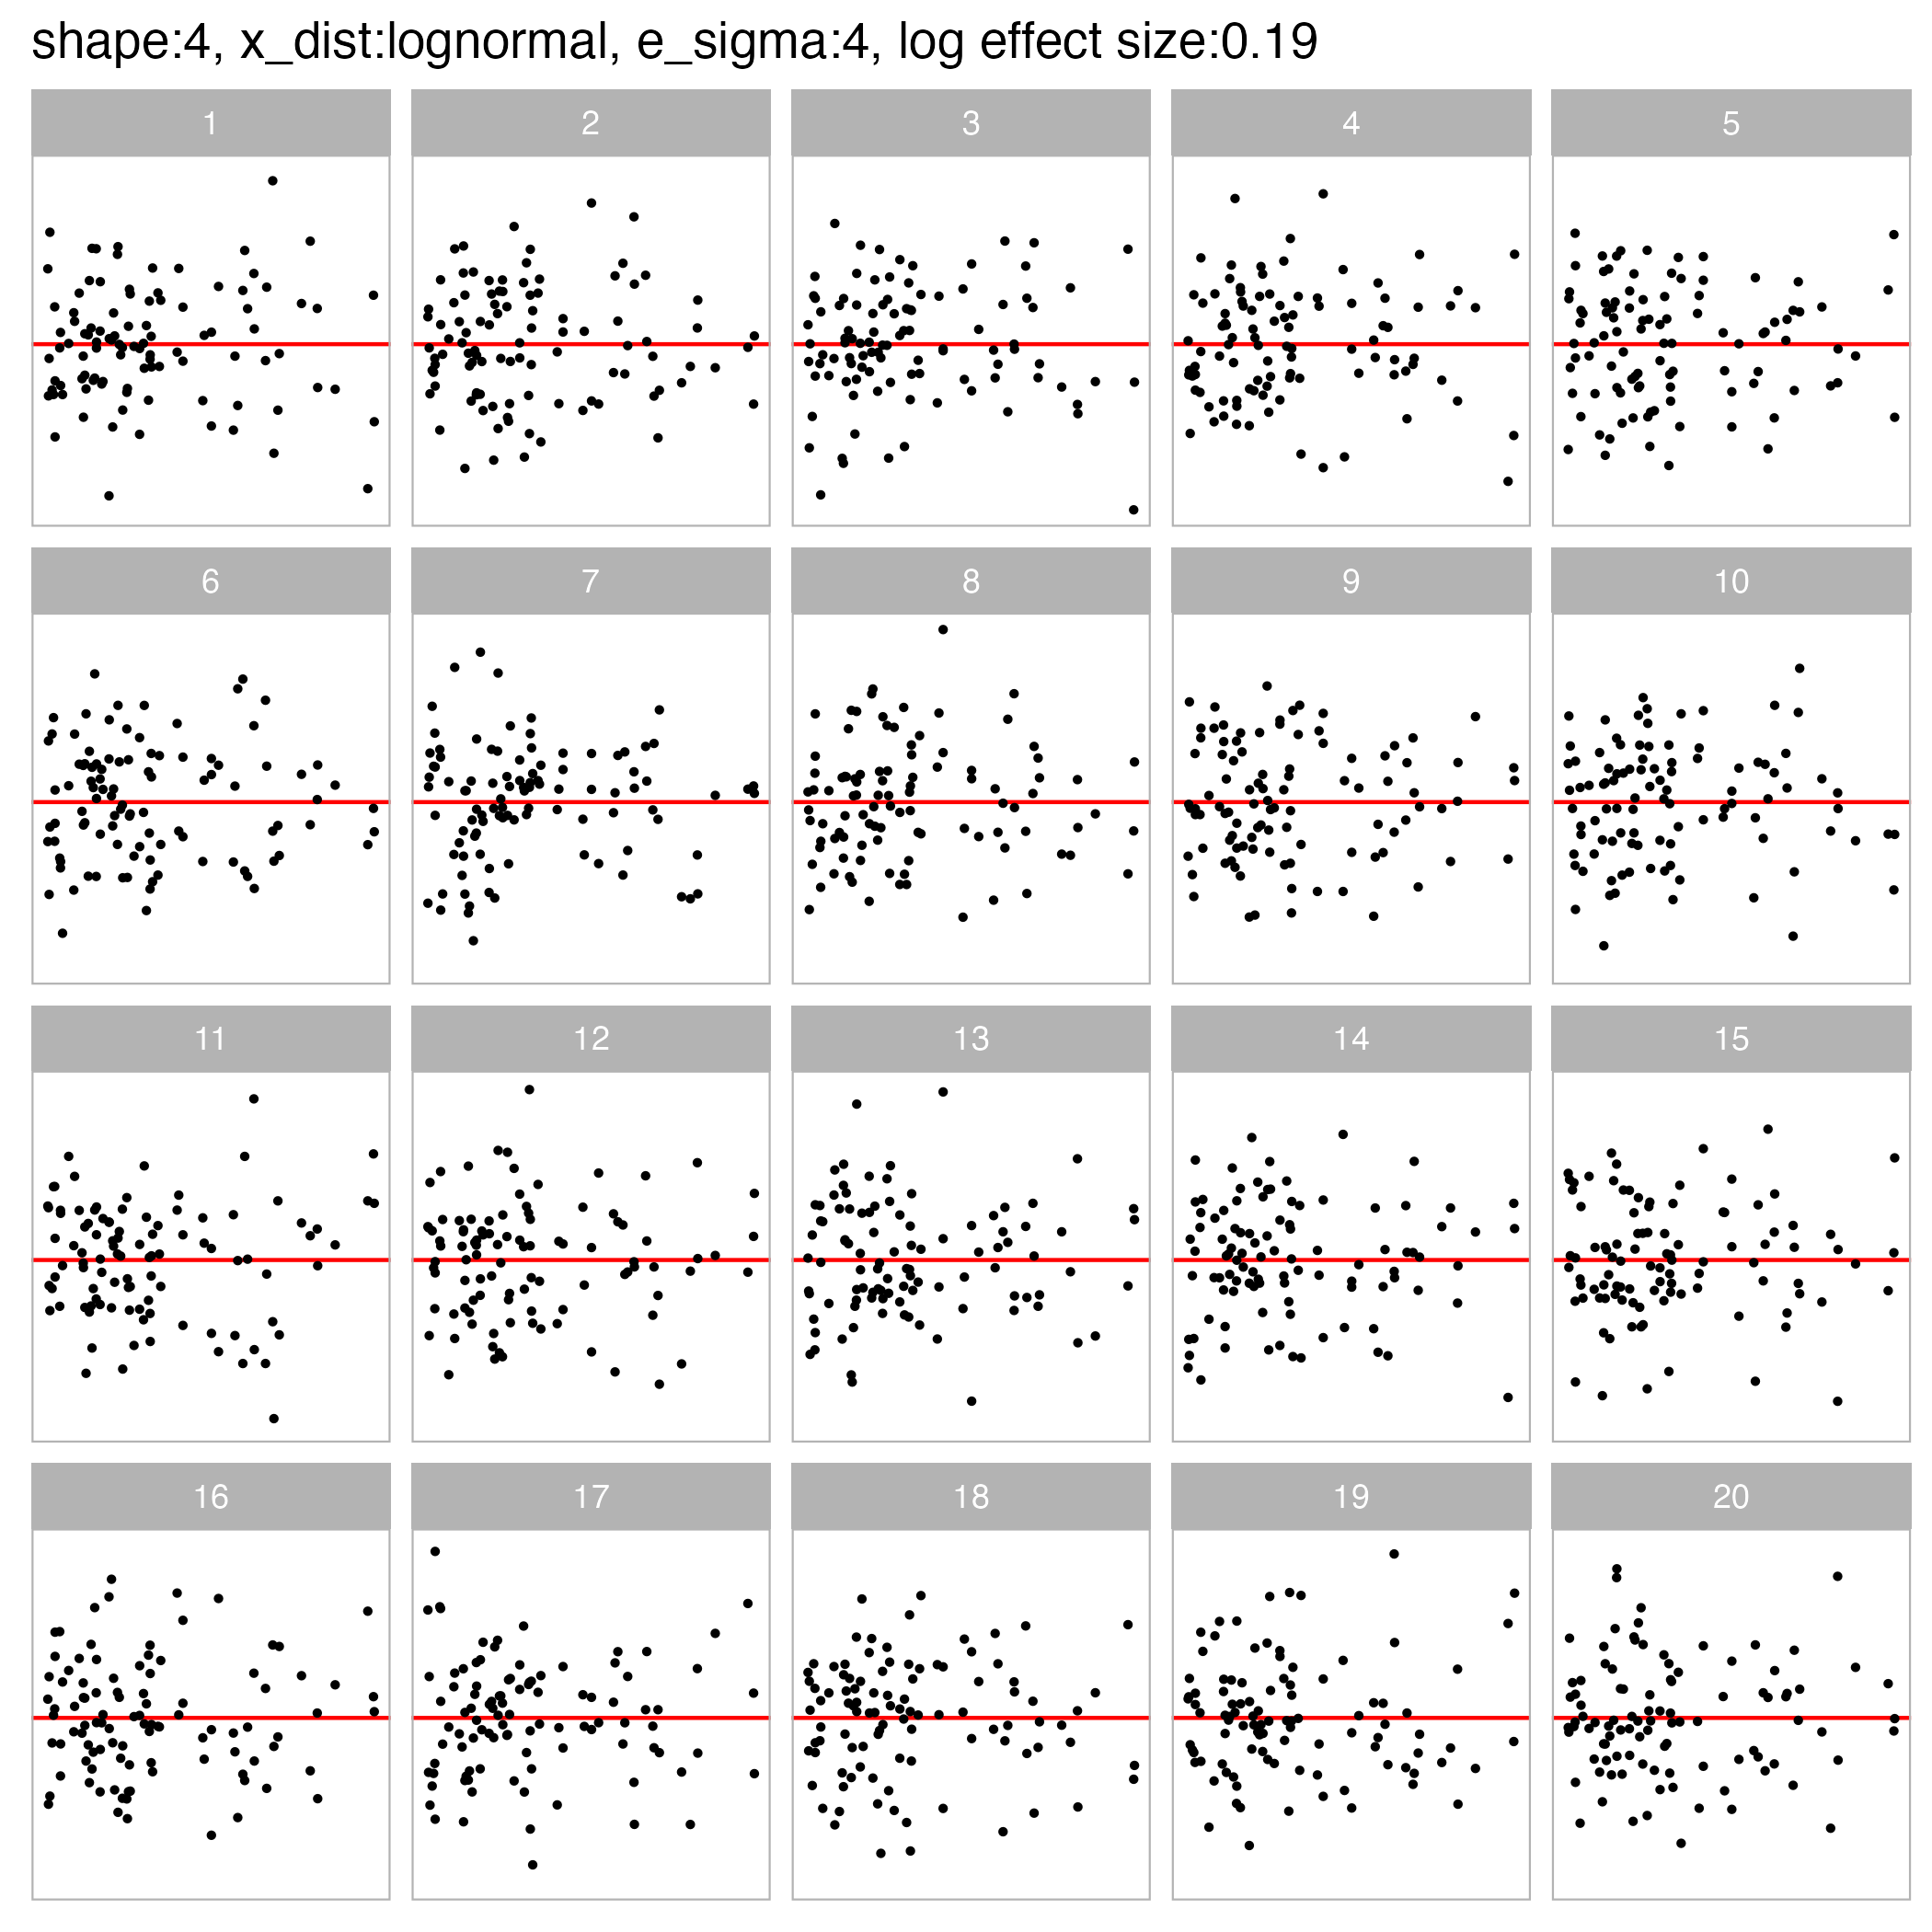 shape:4, x_dist:lognormal, e_sigma:4, log effect size:0.19
1 2 3 4 5
6 7 8 9 10
11 12 13 14 15
16 17 18 19 20